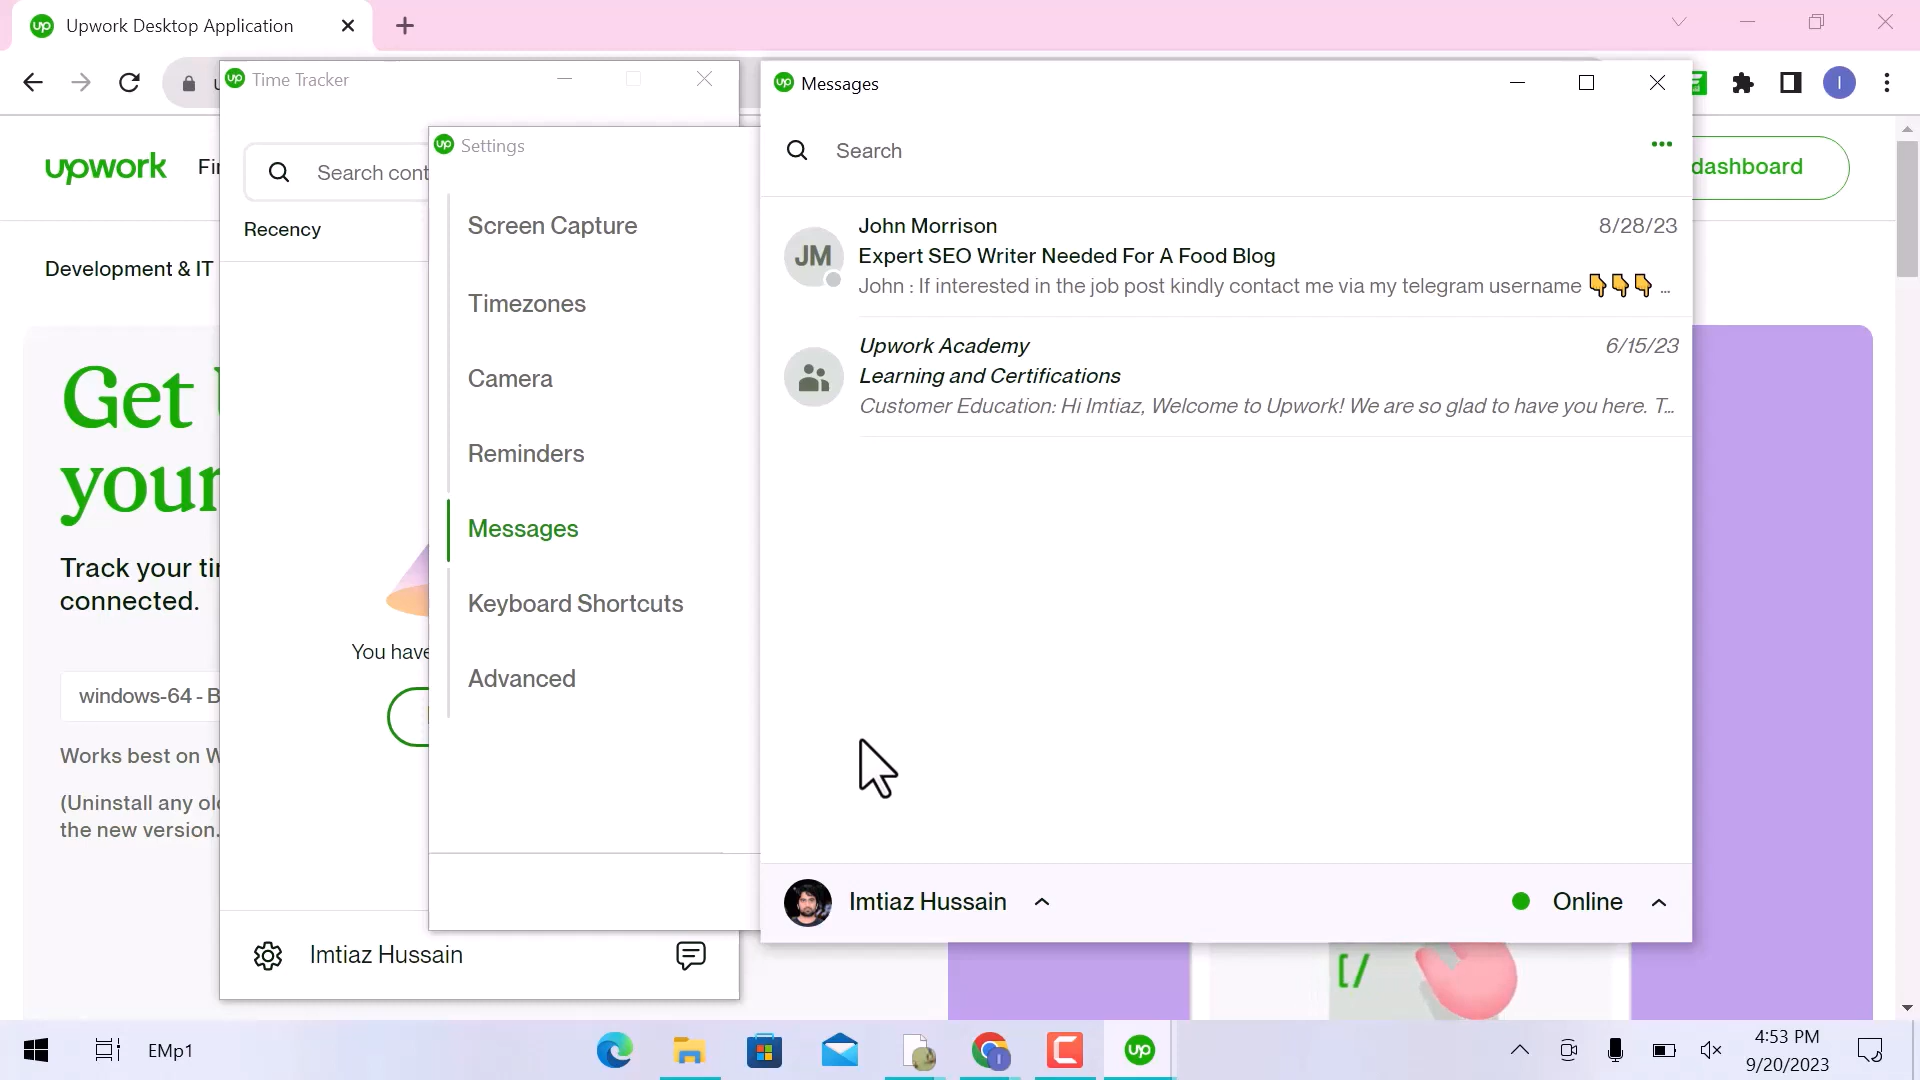 Upwork Desktop Application
up Time Tracker
up Messages
I
upwork
Search cont
up Settings
Search
dashboard
Recency
Development & IT
Screen Capture
Timezones
Camera
Reminders
Messages
Keyboard Shortcuts
Advanced
JM
John Morrison
8/28/23
Expert SEO Writer Needed For A Food Blog
John : If interested in the job post kindly contact me via my telegram username 👇👇👇 ...
Upwork Academy
6/15/23
Learning and Certifications
Customer Education: Hi Imtiaz, Welcome to Upwork! We are so glad to have you here. T...
Get
your
Track your
connected.
You have
windows-64 - B
Works best on W
(Uninstall any
the new version.
Imtiaz Hussain
Online
Imtiaz Hussain
[/
EMp1
up
4:53 PM
9/20/2023